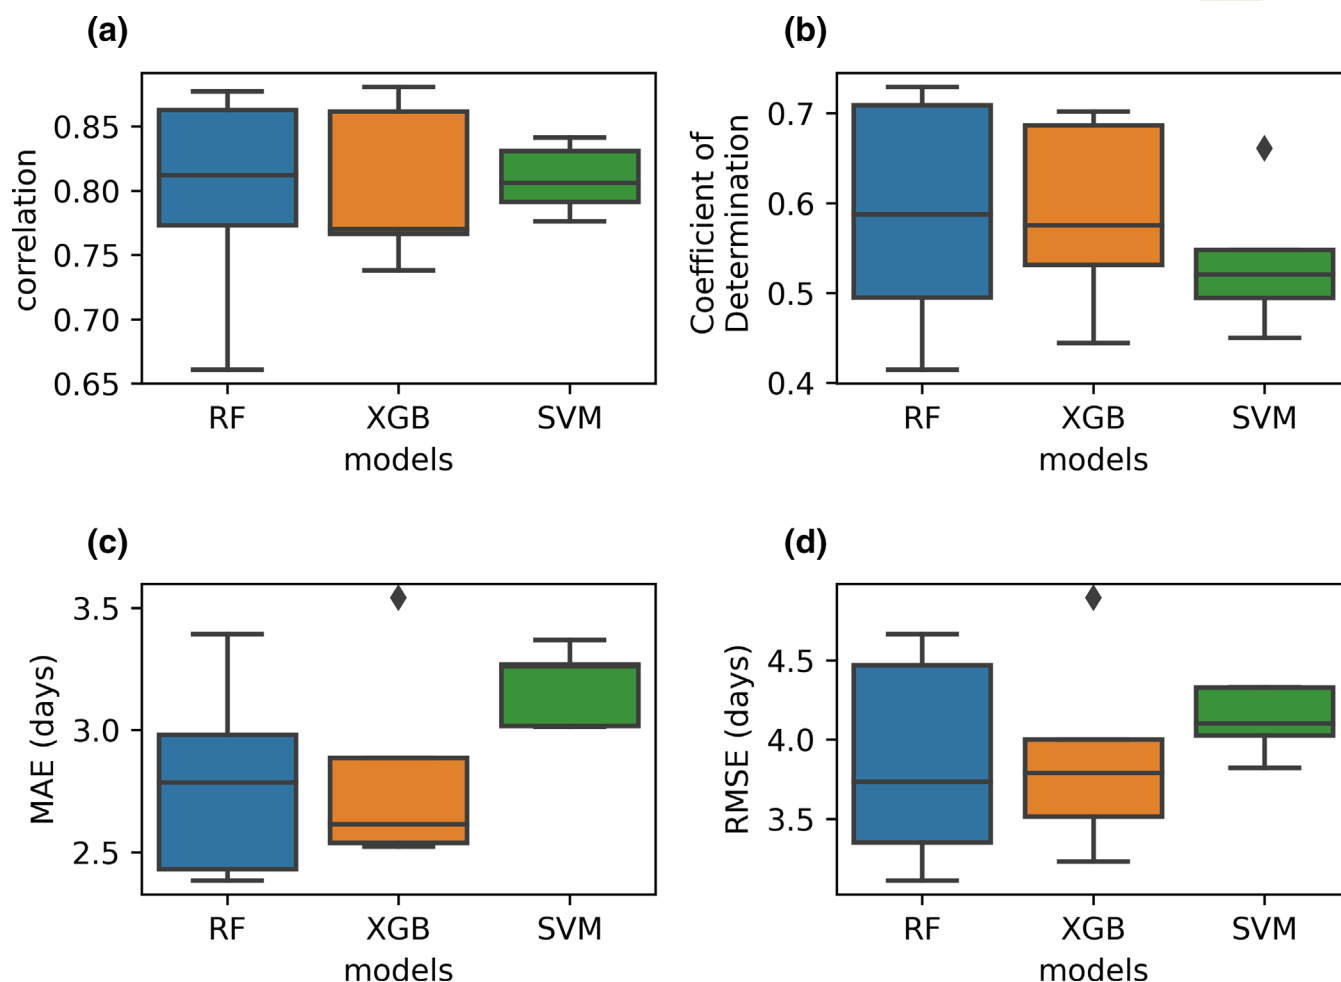 (a)
correlation
0.85
0.80
0.75
0.70
0.65
RF XGB SVM
models
(b)
Coefficient of
Determination
0.7
0.6
0.5
0.4
RF XGB SVM
models
(c)
MAE (days)
3.5
3.0
2.5
RF XGB SVM
models
(d)
RMSE (days)
4.5
4.0
3.5
RF XGB SVM
models